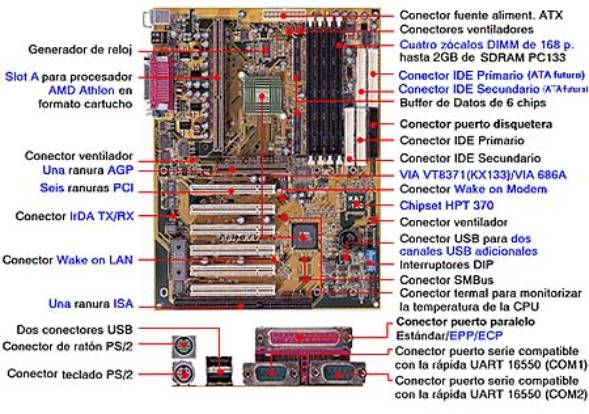 Conector fuente aliment. ATX
Conectores ventiladores
Cuatro zócalos DIMM de 168 p.
hasta 2GB de SDRAM PC133
Conector IDE Primario (ATA futura)
Conector IDE Secundario (ATA futura)
Buffer de Datos de 6 chips
Conector puerto disquetera
Conector IDE Primario
Conector IDE Secundario
VIA VT8371(KX133)/VIA 686A
Conector Wake on Modem
Chipset HPT 370
Conector ventilador
Conector USB para dos
canales USB adicionales
Interruptores DIP
Conector SMBus
Conector termal para monitorizar
la temperatura de la CPU
Generador de reloj
Slot A para procesador
AMD Athlon en
formato cartucho
Conector ventilador
Una ranura AGP
Seis ranuras PCI
Conector IrDA TX/RX
Conector Wake on LAN
Una ranura ISA
Dos conectores USB
Conector de ratón PS/2
Conector teclado PS/2
Conector puerto paralelo
Estándar/EPP/ECP
Conector puerto serie compatible
con la rápida UART 16550 (COM1)
Conector puerto serie compatible
con la rápida UART 16550 (COM2)